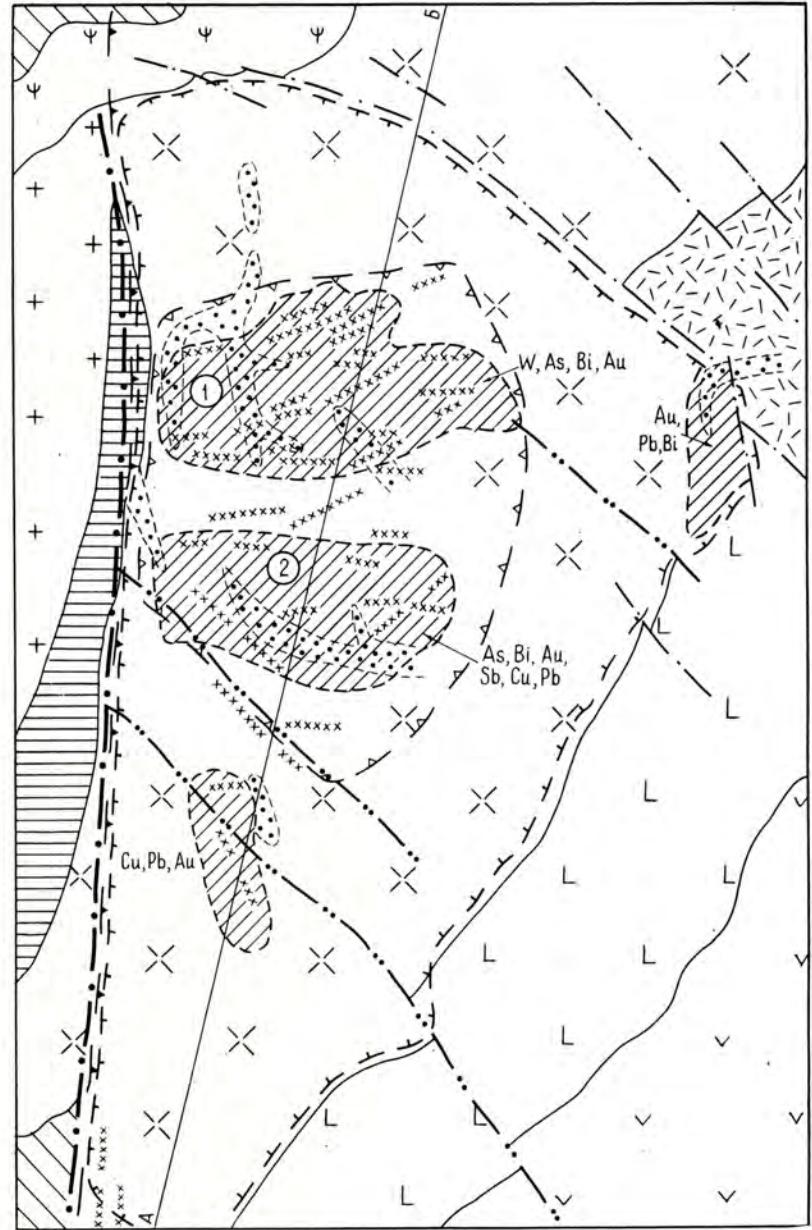 Б
1
W, As, Bi, Au
Au,
Pb, Bi
2
As, Bi, Au,
Sb, Cu, Pb
Cu, Pb, Au
А